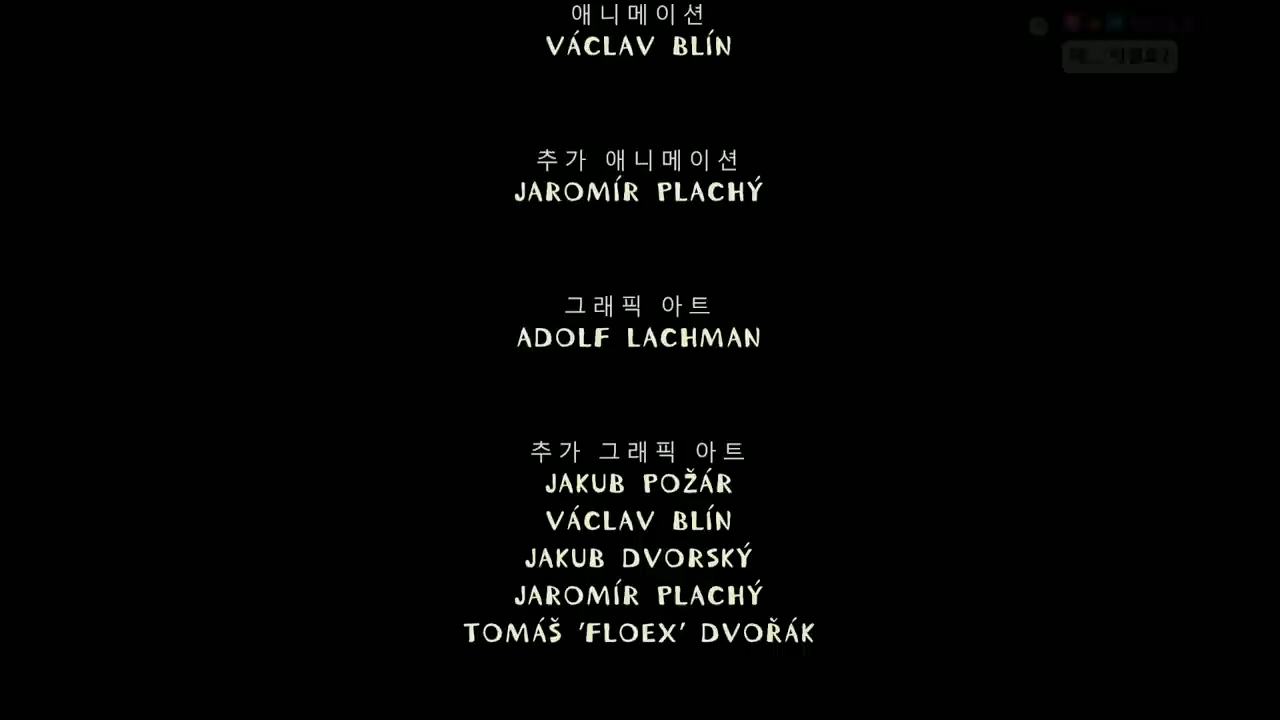 애니메이션
VÁCLAV BLÍN
추가 애니메이션
JAROMÍR PLACHÝ
그래픽 아트
ADOLF LACHMAN
추가 그래픽 아트
JAKUB POŽÁR
VÁCLAV BLÍN
JAKUB DVORSKÝ
JAROMÍR PLACHÝ
TOMÁŠ 'FLOEX' DVOŘÁK